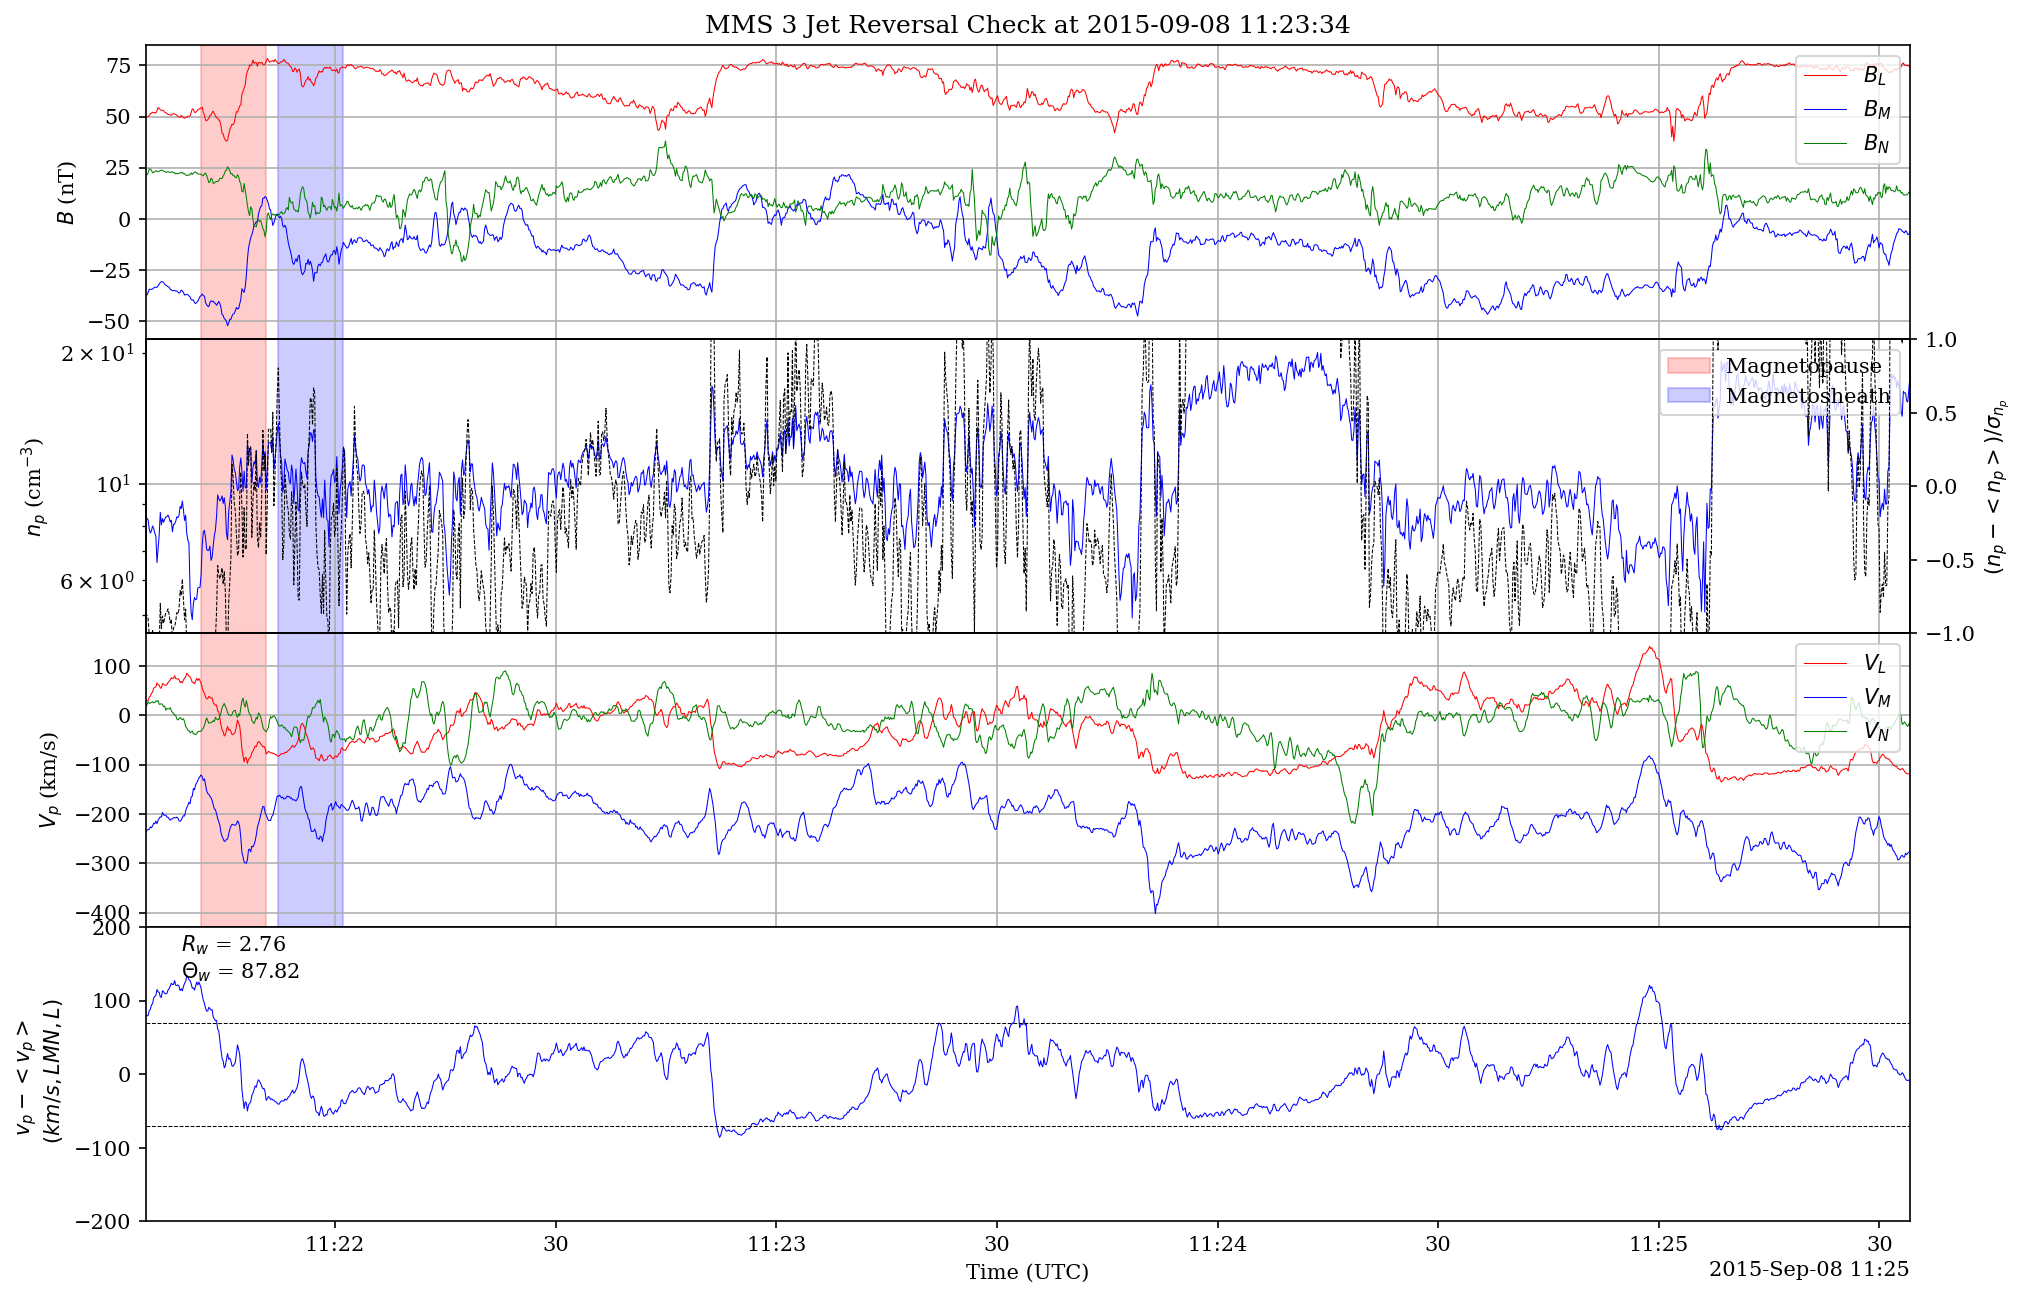 MMS 3 Jet Reversal Check at 2015-09-08 11:23:34
75
50
25
0
−25
−50
B (nT)
B_L
B_M
B_N
2 × 10^1
10^1
6 × 10^0
n_p (cm^{−3})
1.0
0.5
0.0
−0.5
−1.0
(n_p − < n_p > )/σ_{n_p}
Magnetopause
Magnetosheath
100
0
−100
−200
−300
−400
V_p (km/s)
V_L
V_M
V_N
200
100
0
−100
−200
v_p − < v_p >
(km/s, LMN, L)
R_w = 2.76
Θ_w = 87.82
11:22
30
11:23
30
11:24
30
11:25
30
Time (UTC)
2015-Sep-08 11:25